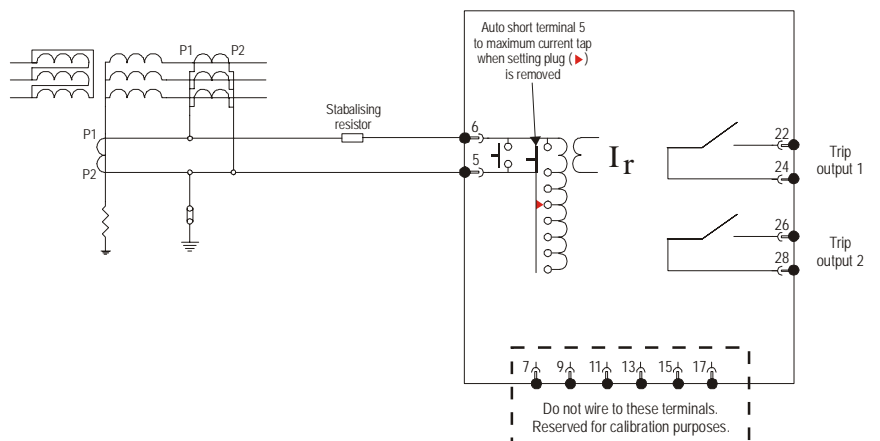 Auto short terminal 5
to maximum current tap
when setting plug ( ▶ )
is removed
P1 P2
Stabalising
resistor
P1
P2
6
5
Ir
22
24
Trip
output 1
26
28
Trip
output 2
7 9 11 13 15 17
Do not wire to these terminals.
Reserved for calibration purposes.